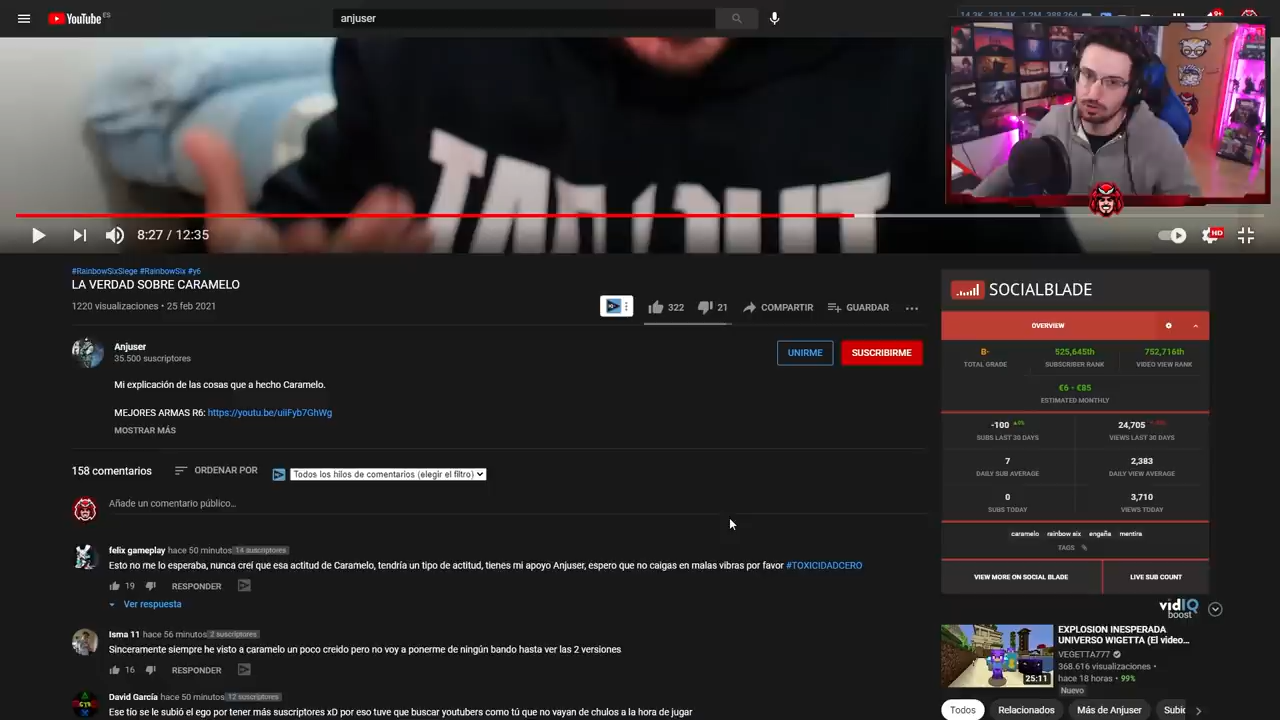 YouTube ES
anjuser
8:27 / 12:35
HD
#RainbowSixSiege #RainbowSix #y6
LA VERDAD SOBRE CARAMELO
1220 visualizaciones • 25 feb 2021
322
21
COMPARTIR
GUARDAR
Anjuser
35.500 suscriptores
UNIRME
SUSCRIBIRME
Mi explicación de las cosas que a hecho Caramelo.
MEJORES ARMAS R6: https://youtu.be/uiiFyb7GhWg
MOSTRAR MÁS
158 comentarios
ORDENAR POR
Todos los hilos de comentarios (elegir el filtro)
Añade un comentario público...
felix gameplay hace 50 minutos 14 suscriptores
Esto no me lo esperaba, nunca creí que esa actitud de Caramelo, tendría un tipo de actitud, tienes mi apoyo Anjuser, espero que no caigas en malas vibras por favor #TOXICIDADCERO
19
RESPONDER
Ver respuesta
Isma 11 hace 56 minutos 2 suscriptores
Sinceramente siempre he visto a caramelo un poco creido pero no voy a ponerme de ningún bando hasta ver las 2 versiones
16
RESPONDER
David García hace 50 minutos 12 suscriptores
Ese tío se le subió el ego por tener más suscriptores xD por eso tuve que buscar youtubers como tú que no vayan de chulos a la hora de jugar
SOCIALBLADE
OVERVIEW
B-
TOTAL GRADE
525,645th
SUBSCRIBER RANK
752,716th
VIDEO VIEW RANK
€6 - €85
ESTIMATED MONTHLY
-100
SUBS LAST 30 DAYS
24,705
VIEWS LAST 30 DAYS
7
DAILY SUB AVERAGE
2,383
DAILY VIEW AVERAGE
0
SUBS TODAY
3,710
VIEWS TODAY
caramelo rainbow six engaña mentira
TAGS
VIEW MORE ON SOCIAL BLADE
LIVE SUB COUNT
vidIQ
boost
25:11
EXPLOSION INESPERADA
UNIVERSO WIGETTA (El video...
VEGETTA777
368.616 visualizaciones •
hace 18 horas • 99%
Nuevo
Todos
Relacionados
Más de Anjuser